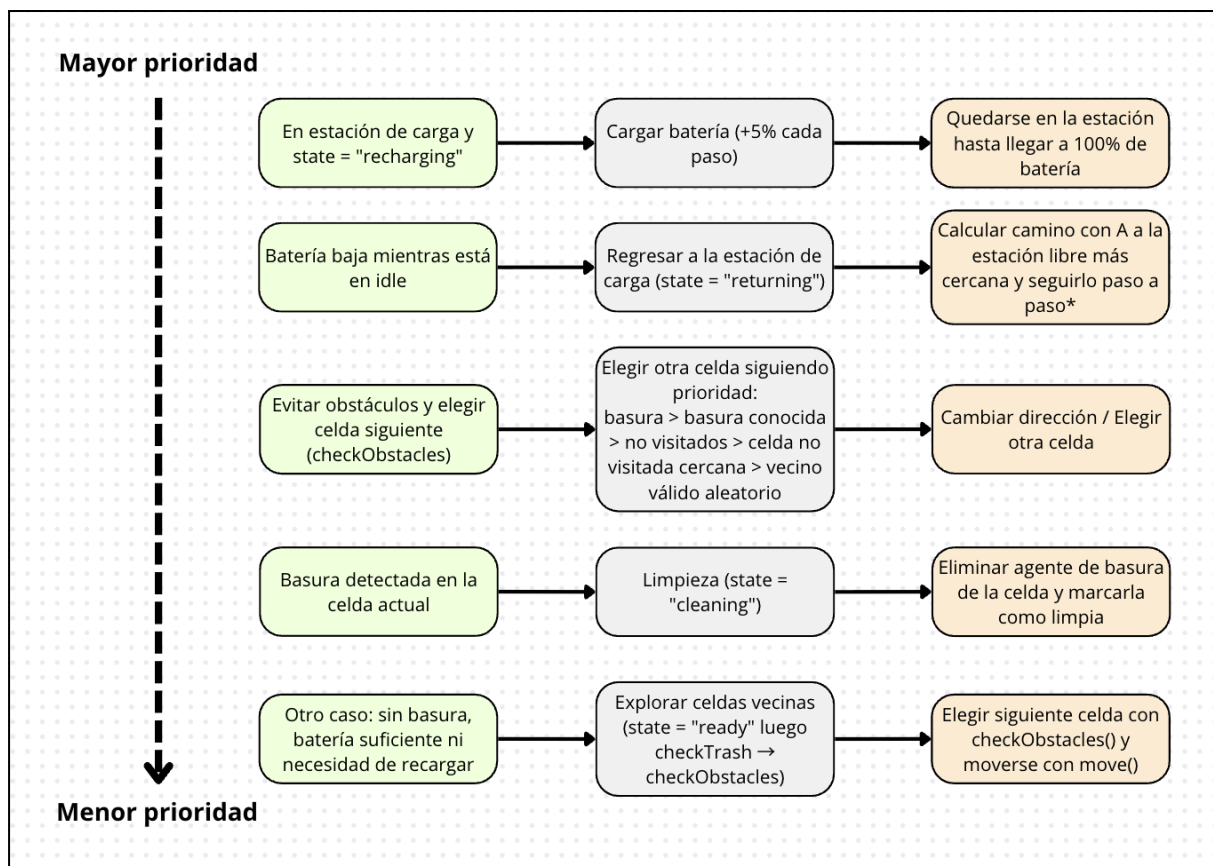 Mayor prioridad
En estación de carga y
state = "recharging"
Cargar batería (+5% cada
paso)
Quedarse en la estación
hasta llegar a 100% de
batería
Batería baja mientras está
en idle
Regresar a la estación de
carga (state = "returning")
Calcular camino con A a la
estación libre más
cercana y seguirlo paso a
paso*
Evitar obstáculos y elegir
celda siguiente
(checkObstacles)
Elegir otra celda siguiendo
prioridad:
basura > basura conocida
> no visitados > celda no
visitada cercana > vecino
válido aleatorio
Cambiar dirección / Elegir
otra celda
Basura detectada en la
celda actual
Limpieza (state =
"cleaning")
Eliminar agente de basura
de la celda y marcarla
como limpia
Otro caso: sin basura,
batería suficiente ni
necesidad de recargar
Explorar celdas vecinas
(state = "ready" luego
checkTrash →
checkObstacles)
Elegir siguiente celda con
checkObstacles() y
moverse con move()
Menor prioridad